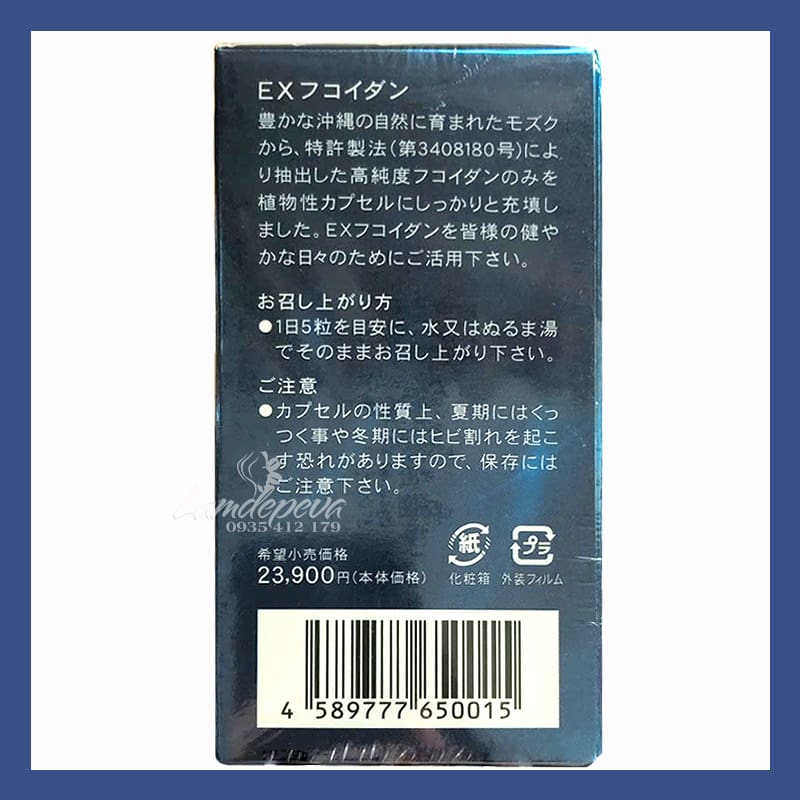 EXフコイダン
豊かな沖縄の自然に育まれたモズク
から、特許製法(第3408180号)によ
り抽出した高純度フコイダンのみを
植物性カプセルにしっかりと充填し
ました。EXフコイダンを皆様の健や
かな日々のためにご活用下さい。
お召し上がり方
●1日5粒を目安に、水又はぬるま湯
でそのままお召し上がり下さい。
ご注意
●カプセルの性質上、夏期にはくっ
つく事や冬期にはヒビ割れを起こ
す恐れがありますので、保存には
ご注意下さい。
0935 412 179
希望小売価格
23,900円(本体価格)
紙
プラ
化粧箱
外装フィルム
4 589777 650015